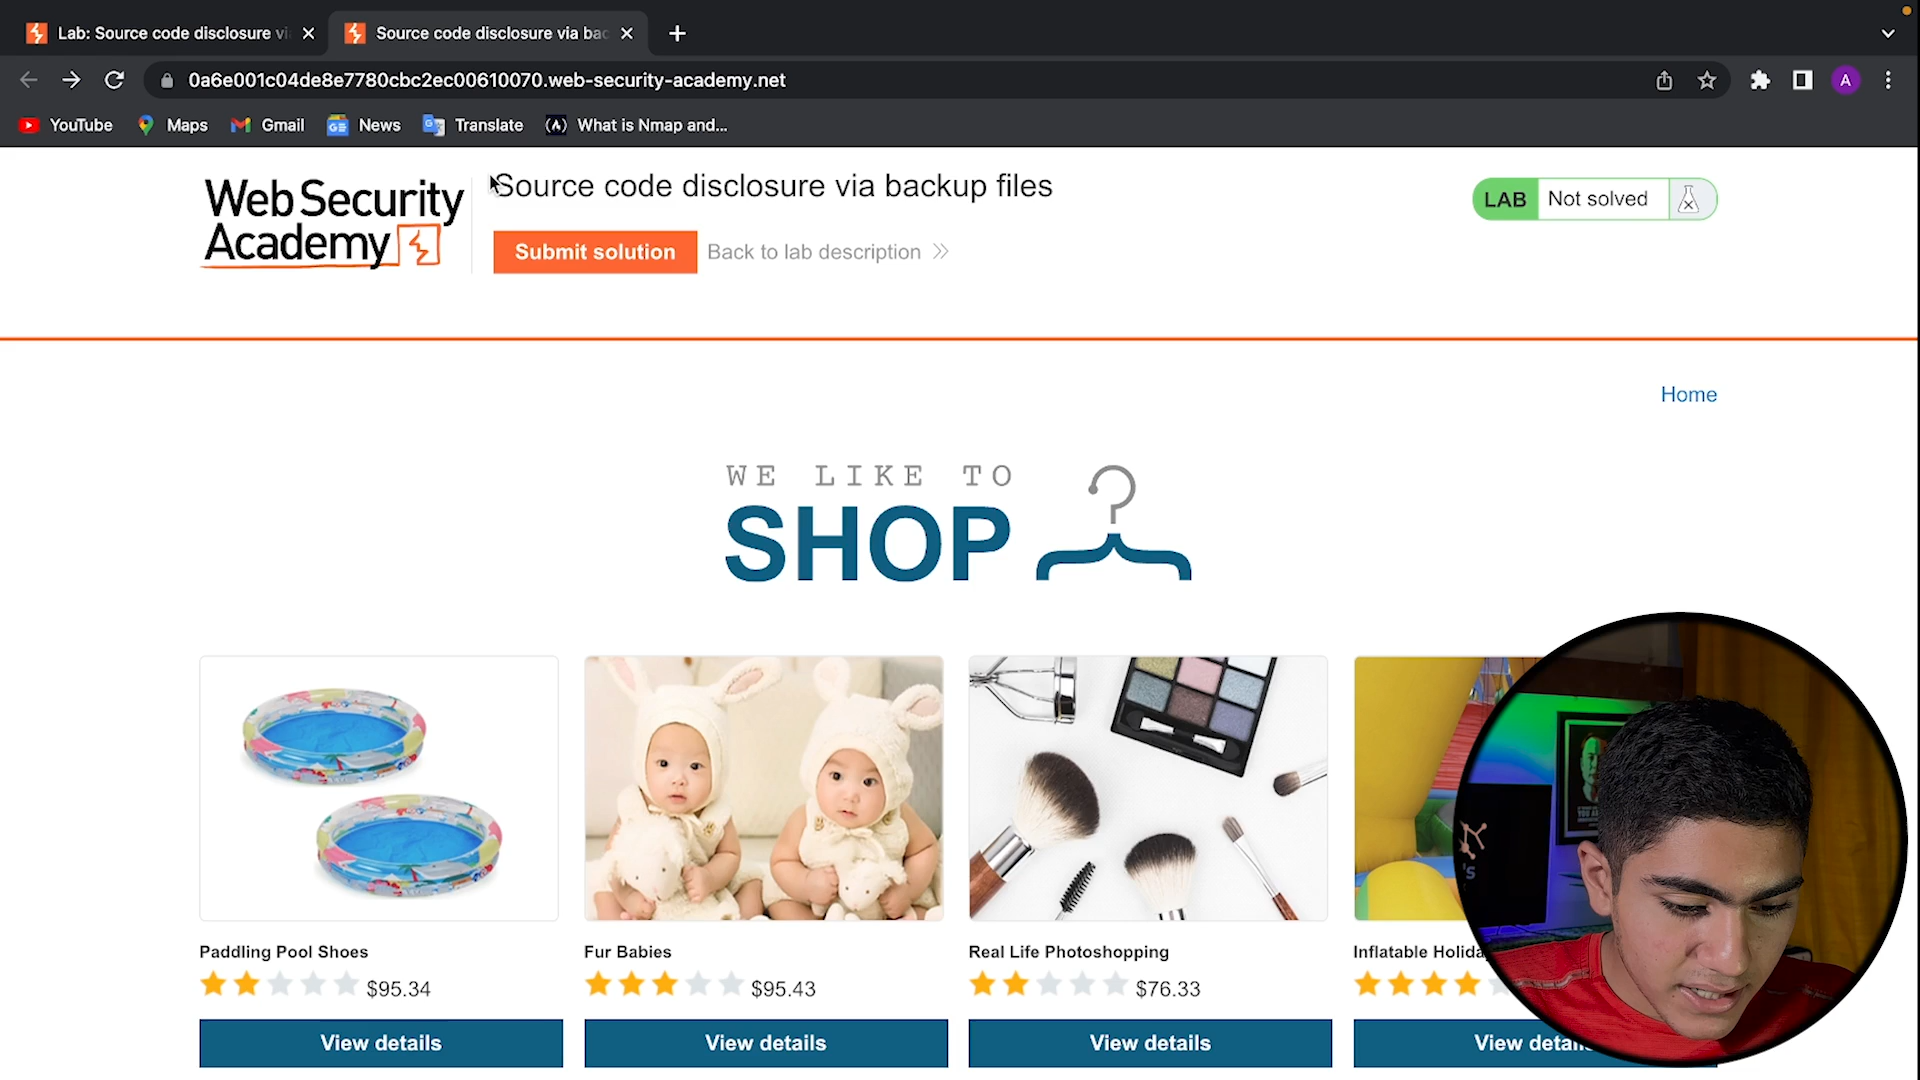 Lab: Source code disclosure vi
Source code disclosure via bac
0a6e001c04de8e7780cbc2ec00610070.web-security-academy.net
A
YouTube
Maps
Gmail
News
Translate
What is Nmap and...
WebSecurity
Academy
Source code disclosure via backup files
Submit solution
Back to lab description
LAB
Not solved
Home
WE LIKE TO
SHOP
Paddling Pool Shoes
$95.34
View details
Fur Babies
$95.43
View details
Real Life Photoshopping
$76.33
View details
Inflatable Holida
View detai